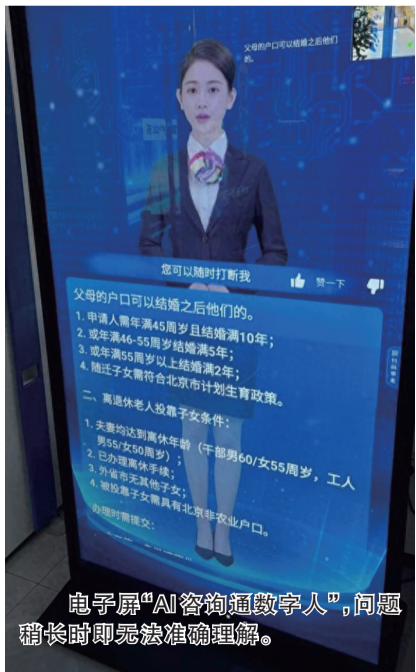 父母的户口可以结婚之后他们
的。
您可以随时打断我
赞一下
父母的户口可以结婚之后他们的。
1. 申请人需年满45周岁且结婚满10年；
2. 或年满46-55周岁结婚满5年；
3. 或年满55周岁以上结婚满2年；
4. 随迁子女需符合北京市计划生育政策。
二、离退休老人投靠子女条件：
1. 夫妻均达到离休年龄（干部男60/女55周岁，工人
男55/女50周岁）；
2. 已办理离休手续；
3. 外省市无其他子女；
4. 被投靠子女需具有北京非农业户口。
办理时需提交：
电子屏“AI咨询通数字人”，问题
稍长时即无法准确理解。